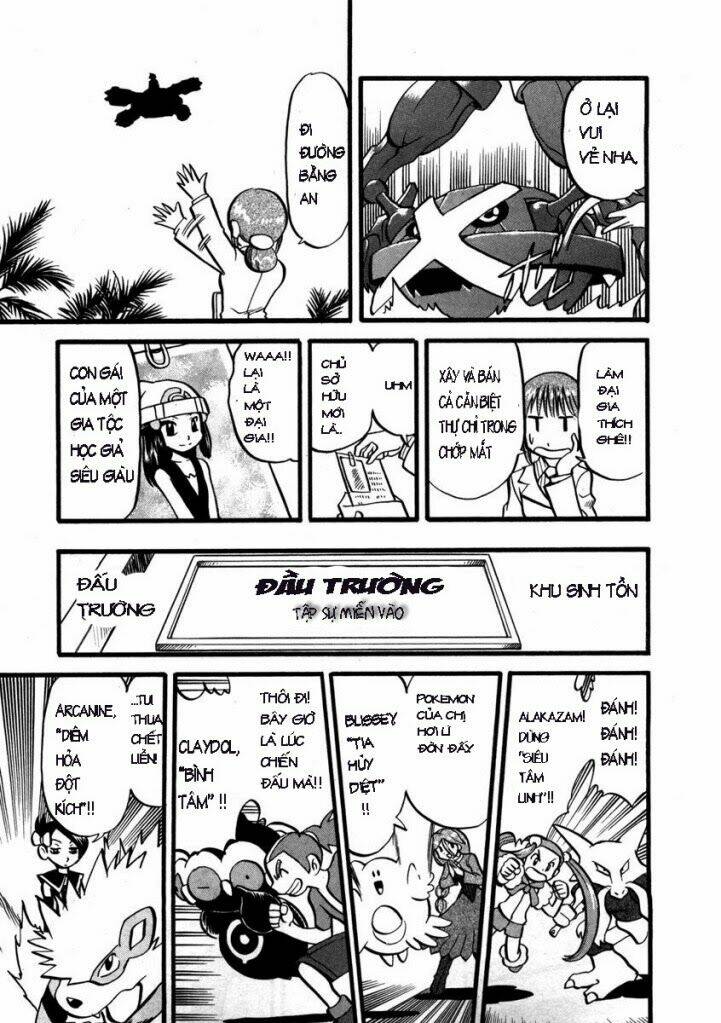 Ở LẠI
VUI
VẺ NHA,
ĐI
ĐƯỜNG
BẰNG
AN
LÀM
ĐẠI
GIA
THÍCH
GHÊ!!
XÂY VÀ BÁN
CẢ CĂN BIỆT
THỰ CHỈ TRONG
CHỚP MẮT
UHM
CHỦ
SỞ
HỮU
MỚI
LÀ..
WAAA!!
LẠI
LÀ
MỘT
ĐẠI
GIA!!
CON GÁI
CỦA MỘT
GIA TỘC
HỌC GIẢ
SIÊU GIÀU
ĐẤU
TRƯỜNG
ĐẦU TRƯỜNG
TẬP SỰ MIỄN VÀO
KHU SINH TỒN
ĐÁNH!
ĐÁNH!
ĐÁNH!
ALAKAZAM!
DÙNG
"SIÊU
TÂM
LINH"!!
POKEMON
CỦA CHỊ
HƠI LÌ
ĐÒN ĐẤY
BLISSEY,
"TIA
HỦY
DIỆT"
!!
THÔI ĐI!
BÂY GIỜ
LÀ LÚC
CHIẾN
ĐẤU MÀ!!
CLAYDOL,
"BÌNH
TÂM" !!
...TUI
THUA
CHẾT
LIỀN!
ARCANINE,
"DIỆM
HỎA
ĐỘT
KÍCH"!!